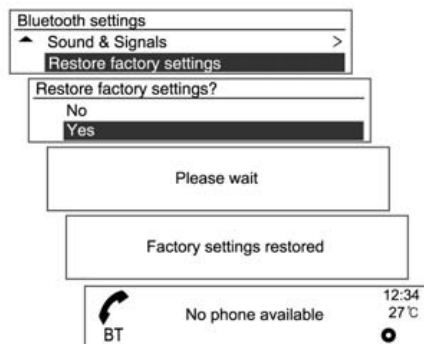 Bluetooth settings
Sound & Signals >
Restore factory settings
Restore factory settings?
No
Yes
Please wait
Factory settings restored
12:34
No phone available 27 °C
BT